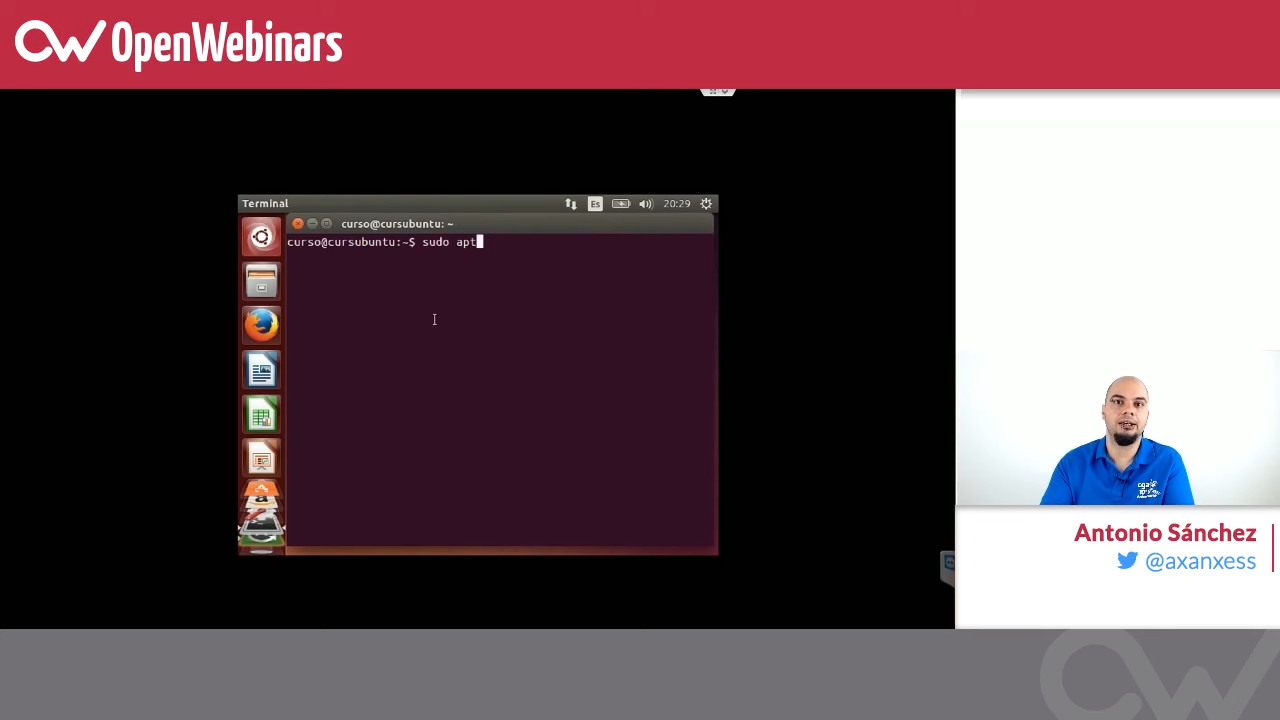 OpenWebinars
Terminal
Es
20:29
curso@cursubuntu: ~
curso@cursubuntu:~$ sudo apt
Antonio Sánchez
@axanxess